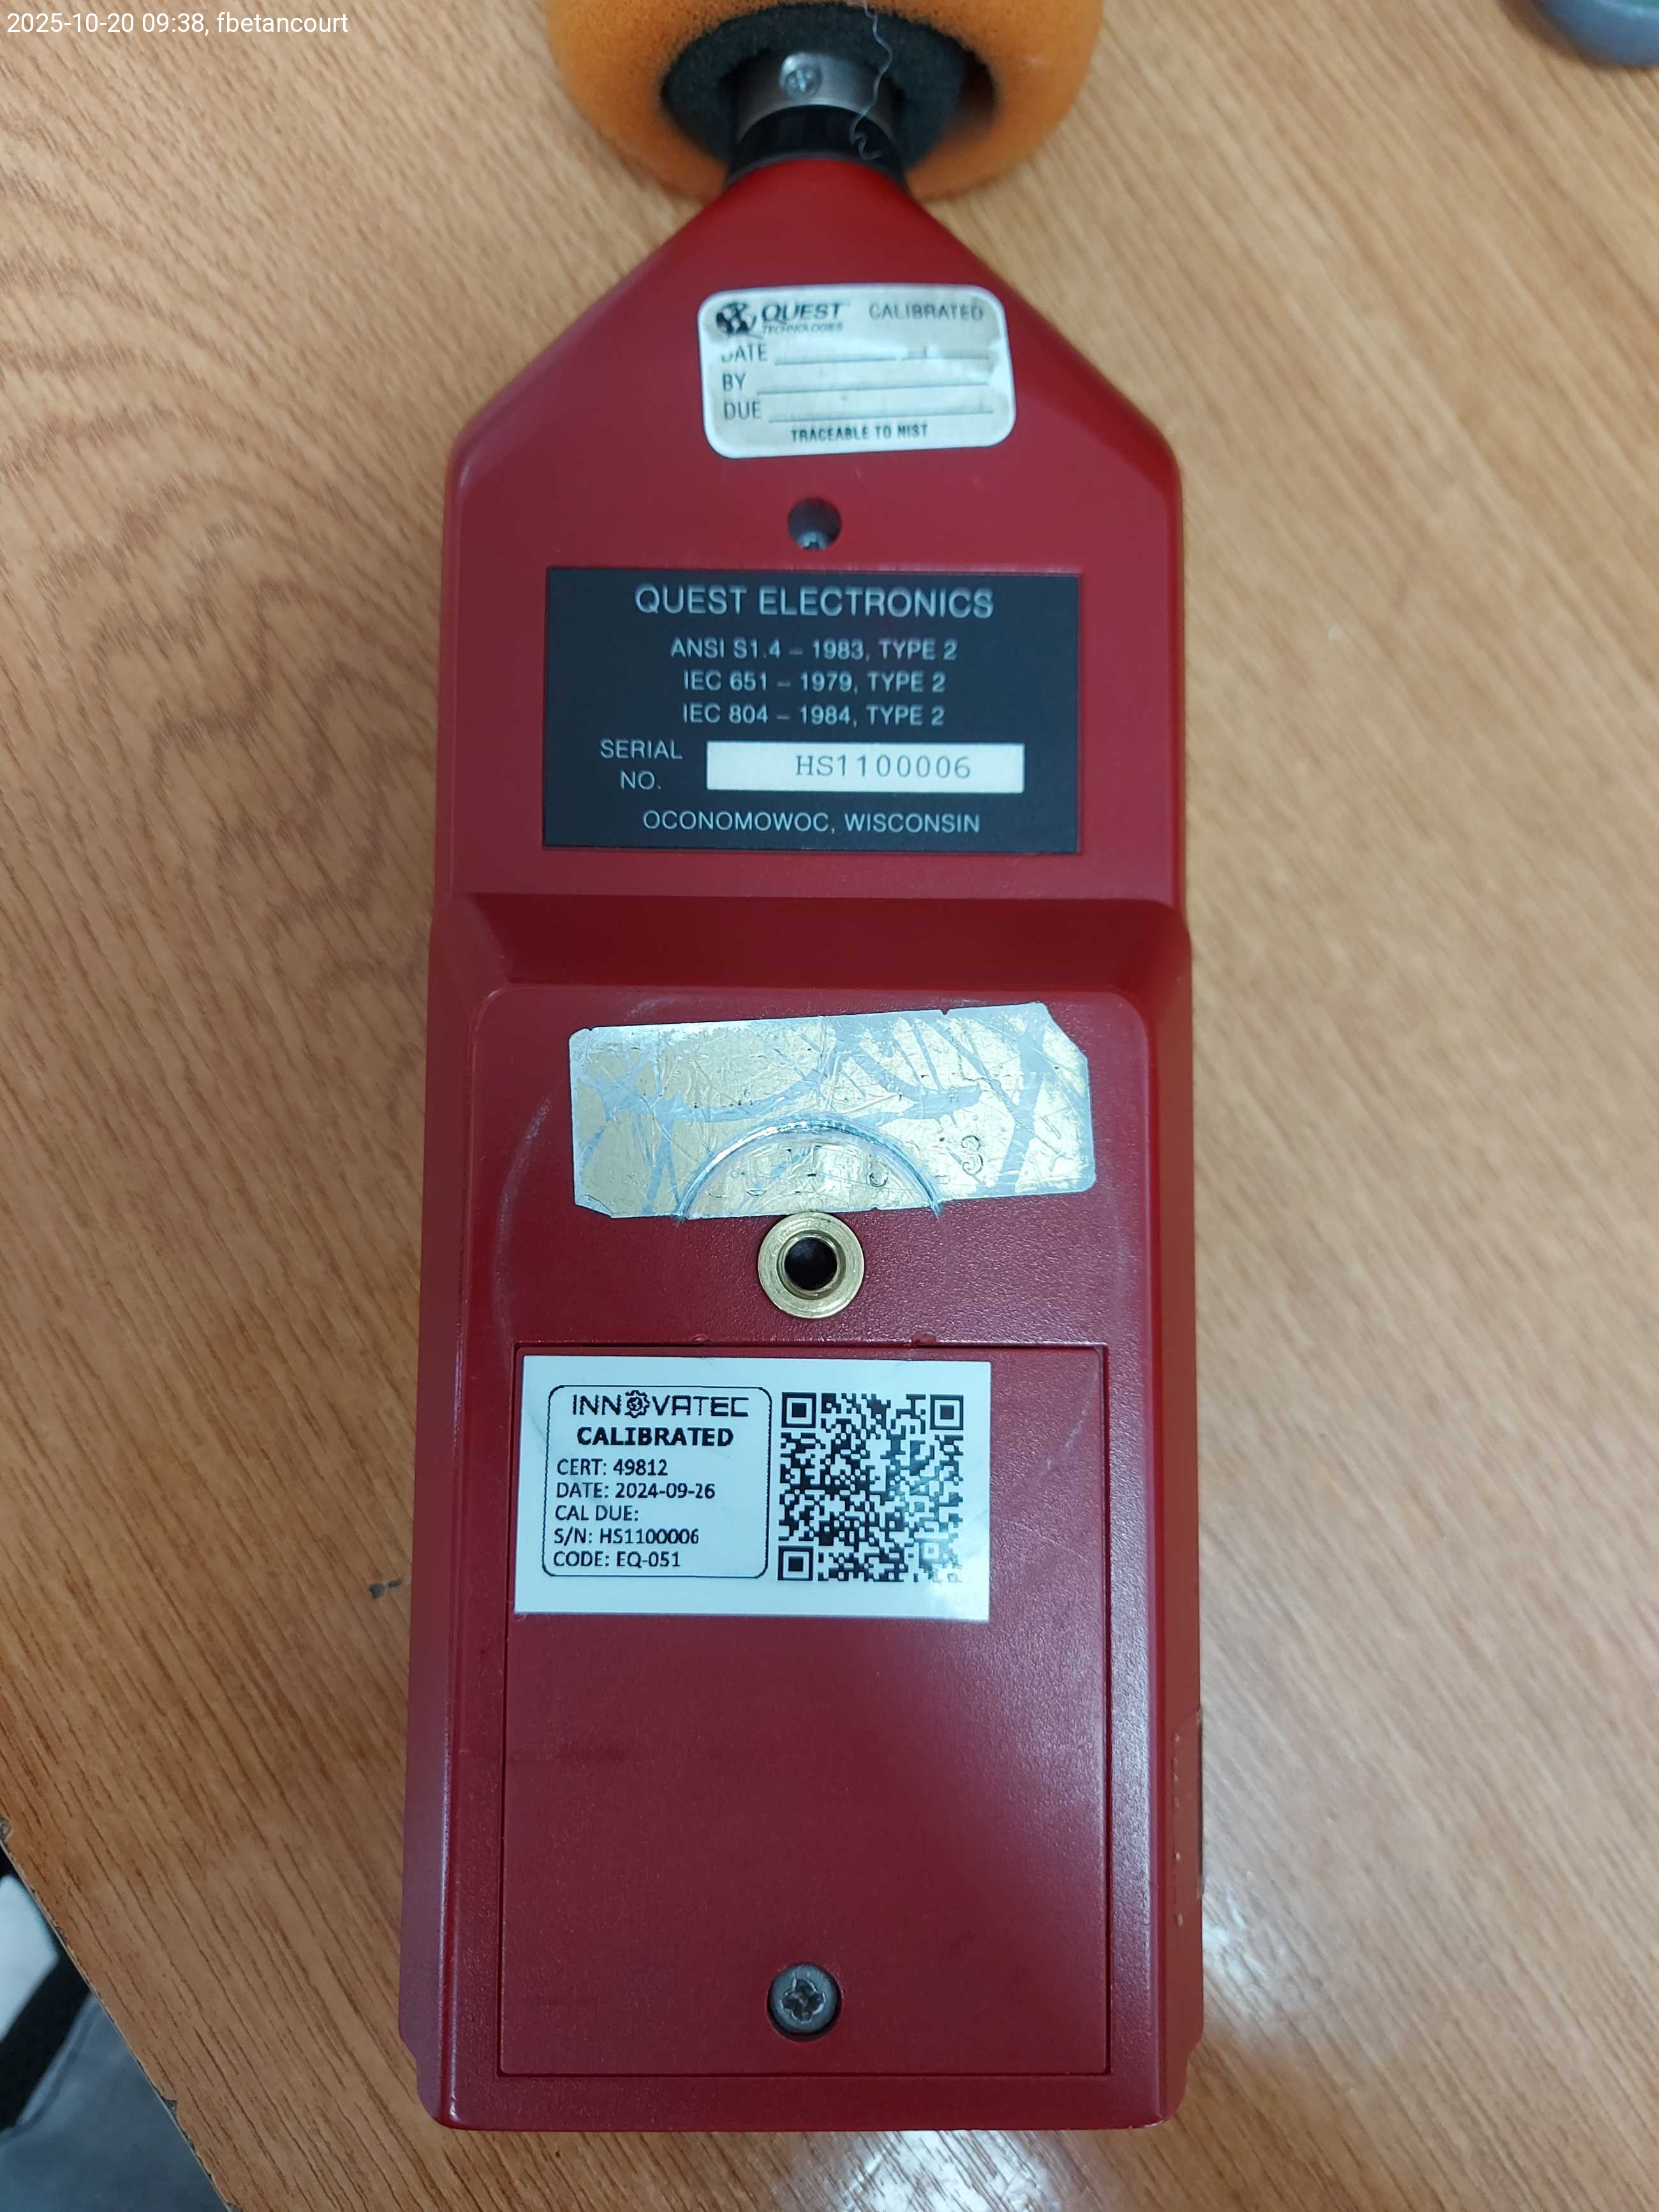 2025-10-20 09:38, fbetancourt
QUEST CALIBRATED
TECHNOLOGIES
DATE
BY
DUE
TRACEABLE TO NIST
QUEST ELECTRONICS
ANSI S1.4 – 1983, TYPE 2
IEC 651 – 1979, TYPE 2
IEC 804 – 1984, TYPE 2
SERIAL NO. HS1100006
OCONOMOWOC, WISCONSIN
INNOVATEC
CALIBRATED
CERT: 49812
DATE: 2024-09-26
CAL DUE:
S/N: HS1100006
CODE: EQ-051